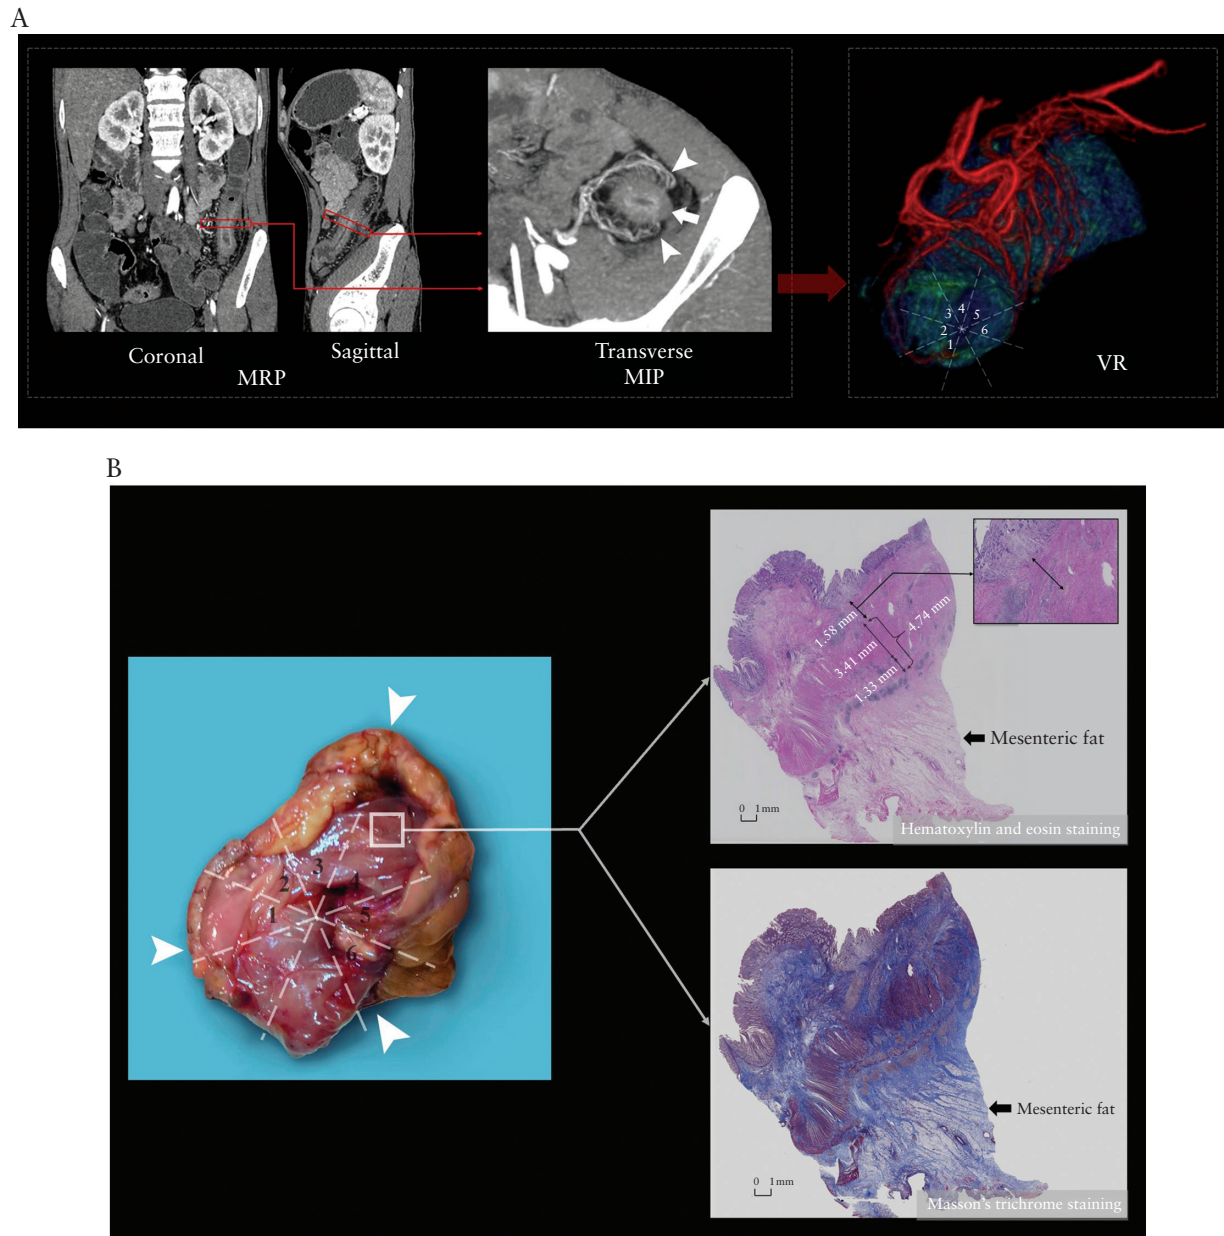 A
Coronal
Sagittal
MRP
Transverse
MIP
3 4 5
2 6
1
VR
B
1.58 mm
4.74 mm
3.41 mm
1.33 mm
Mesenteric fat
0 1mm
Hematoxylin and eosin staining
3
2 4
1 5
6
Mesenteric fat
0 1mm
Masson's trichrome staining